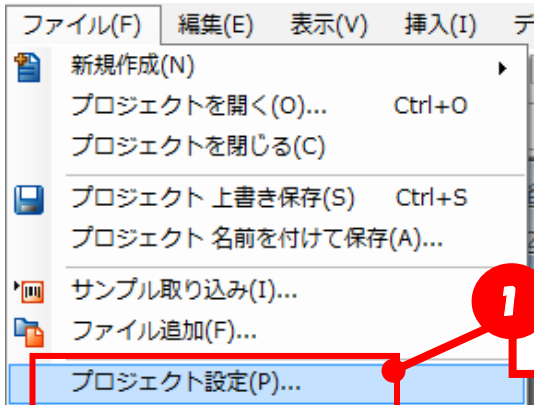 ファイル(F) 編集(E) 表示(V) 挿入(I)
新規作成(N)
プロジェクトを開く(O)... Ctrl+O
プロジェクトを閉じる(C)
プロジェクト 上書き保存(S) Ctrl+S
プロジェクト 名前を付けて保存(A)...
サンプル取り込み(I)...
1
ファイル追加(F)...
プロジェクト設定(P)...